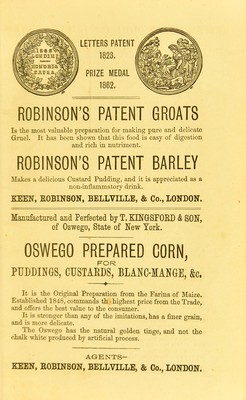 1862
LONDINI
HONORIS
CAUSA
LETTERS PATENT
1823.
PRIZE MEDAL
1862.
ROBINSON'S PATENT GROATS
Is the most valuable preparation for making pure and delicate
Gruel. It has been shown that this food is easy of digestion
and rich in nutriment.
ROBINSON'S PATENT BARLEY
Makes a delicious Custard Pudding, and it is appreciated as a
non-inflammatory drink.
KEEN, ROBINSON, BELLVILLE, & Co., LONDON.
Manufactured and Perfected by T. KINGSFORD & SON,
of Oswego, State of New York.
OSWEGO PREPARED CORN,
FOR
PUDDINGS, CUSTARDS, BLANC-MANGE, &c.
It is the Original Preparation from the Farina of Maize.
Established 1848, commands the highest price from the Trade,
and offers the best value to the consumer.
It is stronger than any of the imitations, has a finer grain,
and is more delicate.
The Oswego has the natural golden tinge, and not the
chalk white produced by artificial process.
AGENTS—
KEEN, ROBINSON, BELLVILLE, & Co., LONDON.